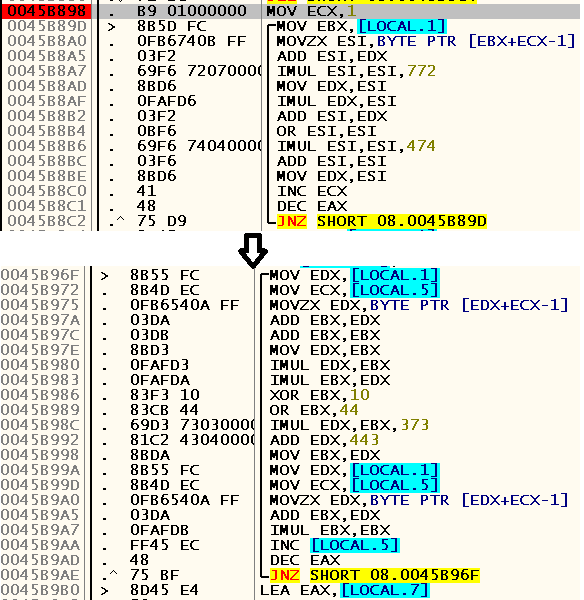 0045B898 . B9 01000000 MOV ECX,1
0045B89D > 8B5D FC MOV EBX,[LOCAL.1]
0045B8A0 . 0FB6740B FF MOVZX ESI,BYTE PTR [EBX+ECX-1]
0045B8A5 . 03F2 ADD ESI,EDX
0045B8A7 . 69F6 72070000 IMUL ESI,ESI,772
0045B8AD . 8BD6 MOV EDX,ESI
0045B8AF . 0FAFD6 IMUL EDX,ESI
0045B8B2 . 03F2 ADD ESI,EDX
0045B8B4 . 0BF6 OR ESI,ESI
0045B8B6 . 69F6 74040000 IMUL ESI,ESI,474
0045B8BC . 03F6 ADD ESI,ESI
0045B8BE . 8BD6 MOV EDX,ESI
0045B8C0 . 41 INC ECX
0045B8C1 . 48 DEC EAX
0045B8C2 .^ 75 D9 JNZ SHORT 08.0045B89D
0045B96F > 8B55 FC MOV EDX,[LOCAL.1]
0045B972 . 8B4D EC MOV ECX,[LOCAL.5]
0045B975 . 0FB6540A FF MOVZX EDX,BYTE PTR [EDX+ECX-1]
0045B97A . 03DA ADD EBX,EDX
0045B97C . 03DB ADD EBX,EBX
0045B97E . 8BD3 MOV EDX,EBX
0045B980 . 0FAFD3 IMUL EDX,EBX
0045B983 . 0FAFDA IMUL EBX,EDX
0045B986 . 83F3 10 XOR EBX,10
0045B989 . 83CB 44 OR EBX,44
0045B98C . 69D3 73030000 IMUL EDX,EBX,373
0045B992 . 81C2 43040000 ADD EDX,443
0045B998 . 8BDA MOV EBX,EDX
0045B99A . 8B55 FC MOV EDX,[LOCAL.1]
0045B99D . 8B4D EC MOV ECX,[LOCAL.5]
0045B9A0 . 0FB6540A FF MOVZX EDX,BYTE PTR [EDX+ECX-1]
0045B9A5 . 03DA ADD EBX,EDX
0045B9A7 . 0FAFDB IMUL EBX,EBX
0045B9AA . FF45 EC INC [LOCAL.5]
0045B9AD . 48 DEC EAX
0045B9AE .^ 75 BF JNZ SHORT 08.0045B96F
0045B9B0 > 8D45 E4 LEA EAX,[LOCAL.7]